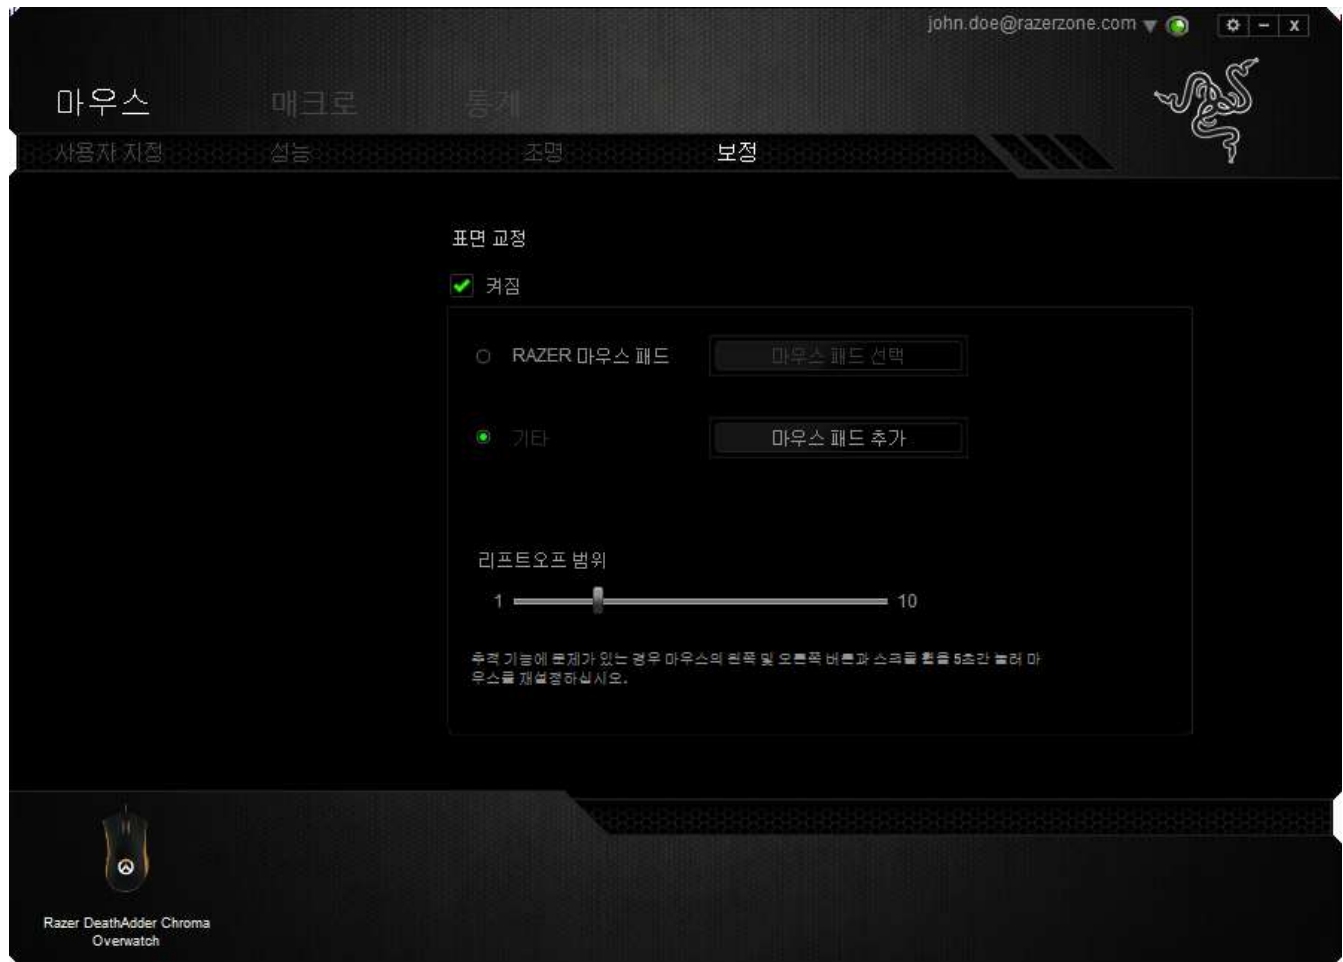 john.doe@razerzone.com
마우스 매크로 통계
사용자 지정 성능 조명 보정
표면 교정
켜짐
RAZER 마우스 패드 마우스 패드 선택
기타 마우스 패드 추가
리프트오프 범위
1 10
추적 기능에 문제가 있는 경우 마우스의 왼쪽 및 오른쪽 버튼과 스크롤 휠을 5초간 눌러 마
우스를 재설정하십시오.
Razer DeathAdder Chroma
Overwatch